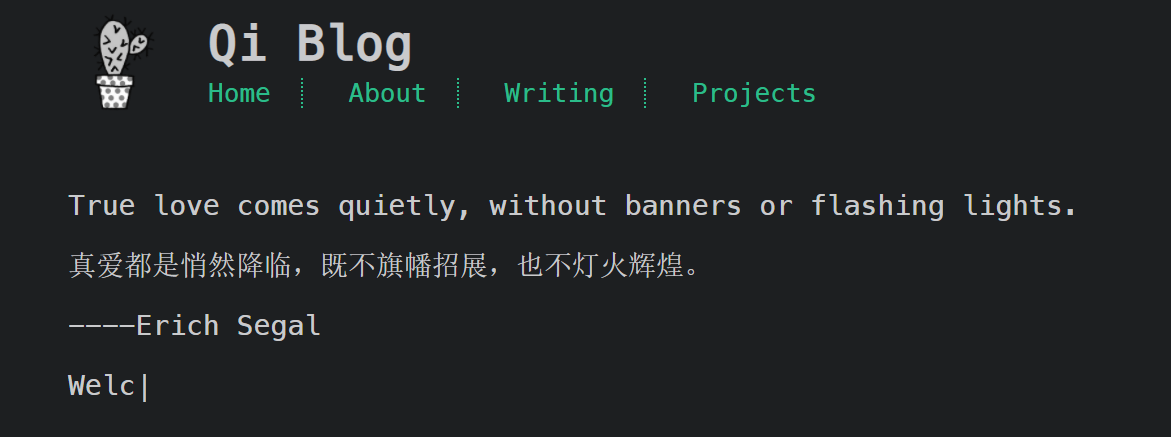 Qi Blog
Home About Writing Projects
True love comes quietly, without banners or flashing lights.
真爱都是悄然降临，既不旗幡招展，也不灯火辉煌。
----Erich Segal
Welc|